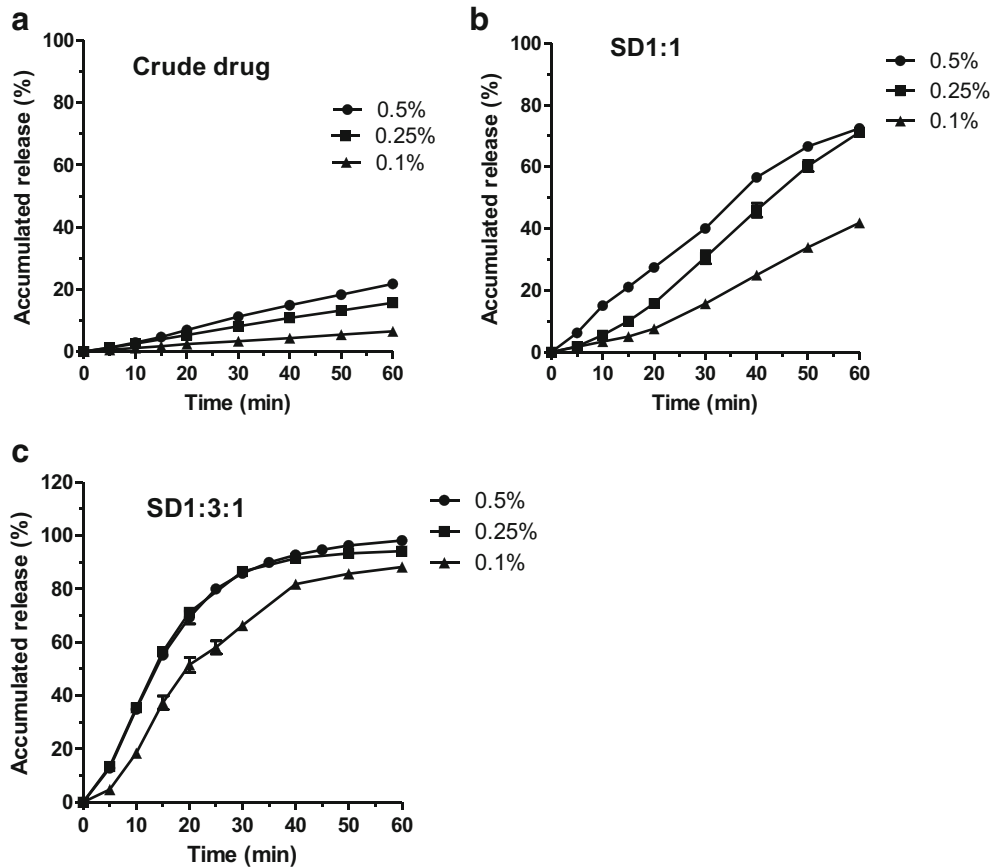 a
Crude drug
Accumulated release (%)
100
80
60
40
20
0
0 10 20 30 40 50 60
Time (min)
0.5%
0.25%
0.1%
b
SD1:1
Accumulated release (%)
100
80
60
40
20
0
0 10 20 30 40 50 60
Time (min)
0.5%
0.25%
0.1%
c
SD1:3:1
Accumulated release (%)
120
100
80
60
40
20
0
0 10 20 30 40 50 60
Time (min)
0.5%
0.25%
0.1%